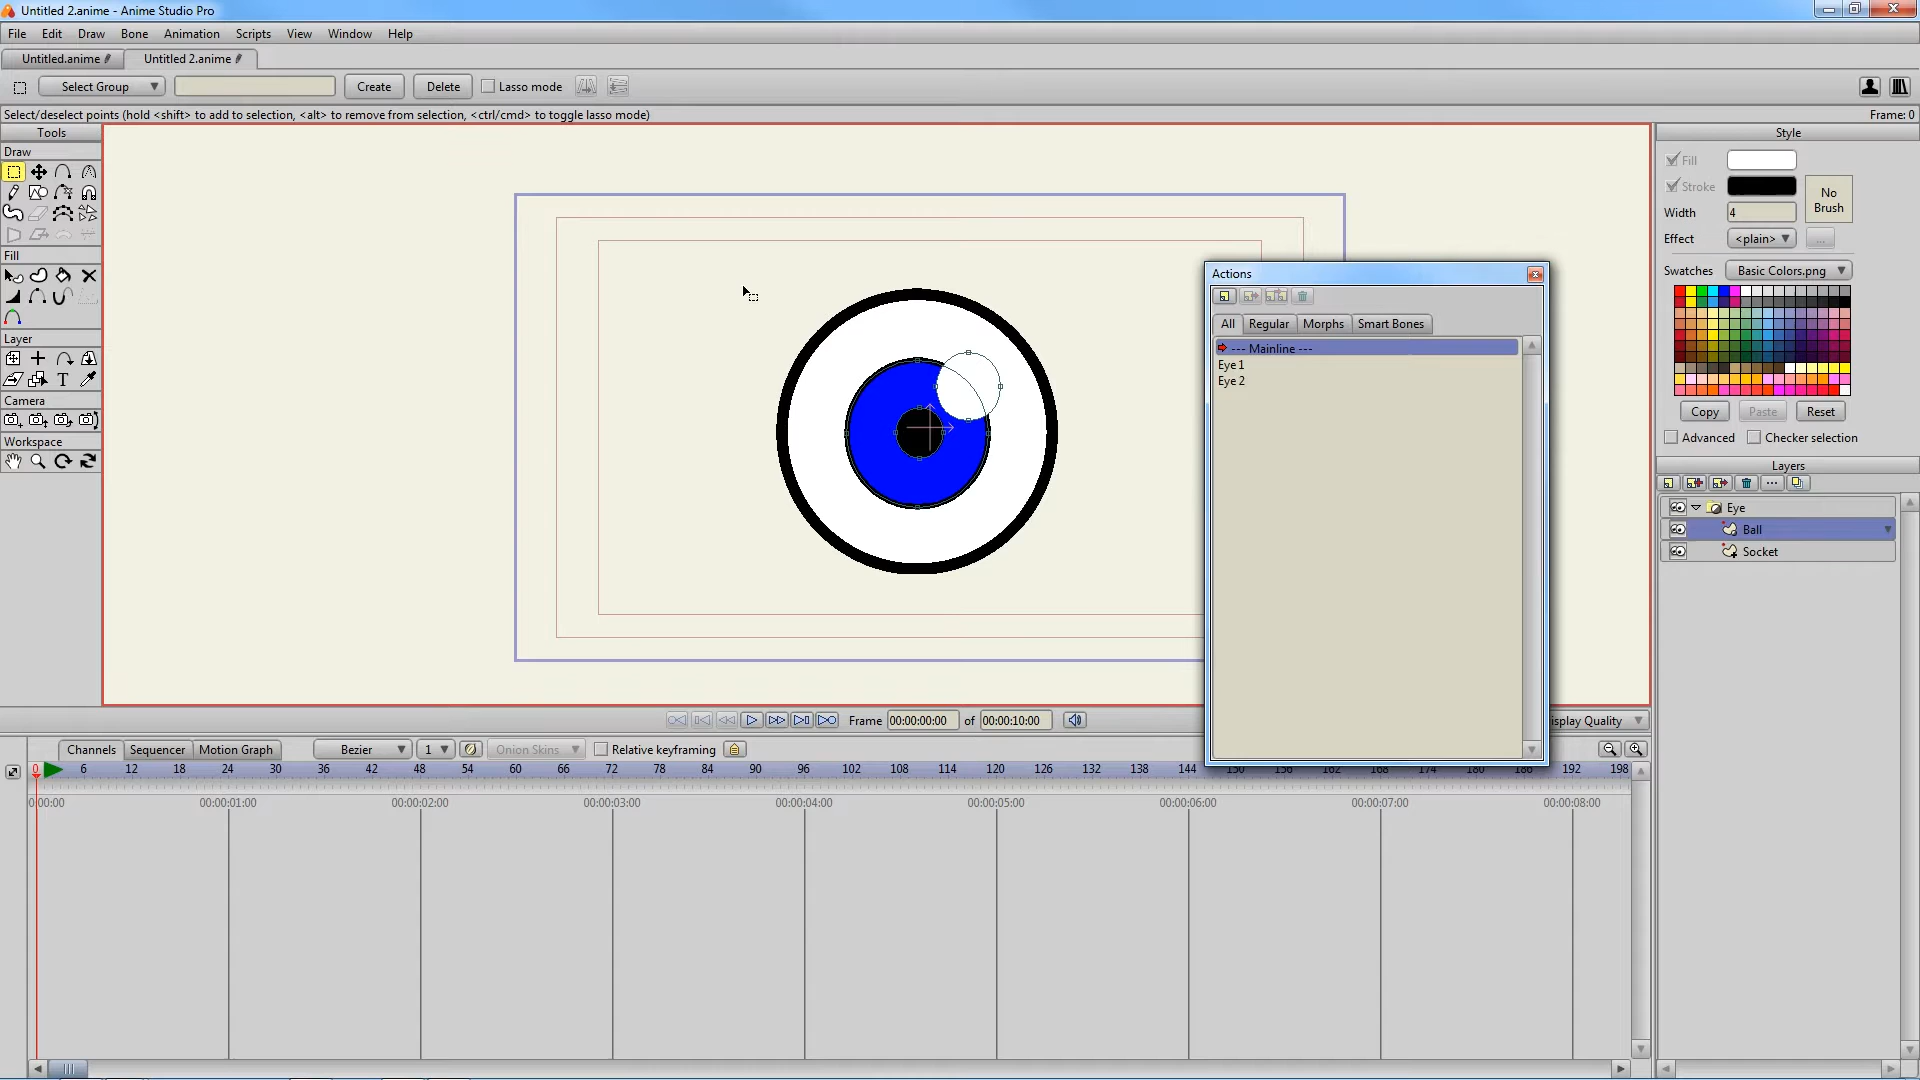 Untitled 2.anime - Anime Studio Pro
File Edit Draw Bone Animation Scripts View Window Help
Untitled.anime Untitled 2.anime
Select Group Create Delete Lasso mode
Select/deselect points (hold <shift> to add to selection, <alt> to remove from selection, <ctrl/cmd> to toggle lasso mode) Frame: 0
Tools
Draw
Fill
Layer
Camera
Workspace
Style
Fill
Stroke
No Brush
Width 4
Effect <plain> ...
Swatches Basic Colors.png
Copy Paste Reset
Advanced Checker selection
Layers
Eye
Ball
Socket
Actions
All Regular Morphs Smart Bones
--- Mainline ---
Eye 1
Eye 2
Frame 00:00:00:00 of 00:00:10:00 isplay Quality
Channels Sequencer Motion Graph Bezier 1 Onion Skins Relative keyframing
0 6 12 18 24 30 36 42 48 54 60 66 72 78 84 90 96 102 108 114 120 126 132 138 144 150 156 162 168 174 180 186 192 198
0:00:00 00:00:01:00 00:00:02:00 00:00:03:00 00:00:04:00 00:00:05:00 00:00:06:00 00:00:07:00 00:00:08:00